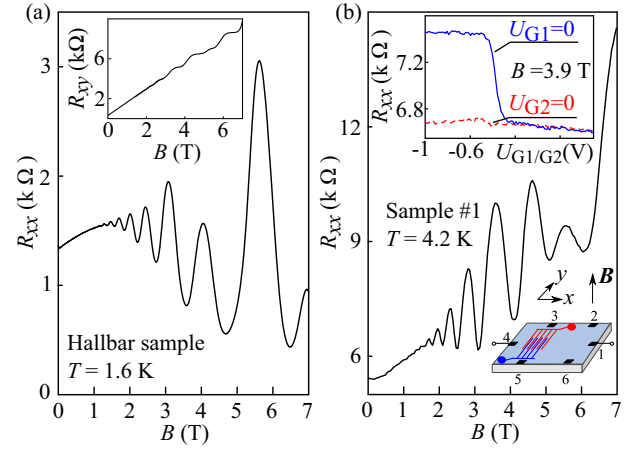 (a)
R_xy (kΩ)
6
2
0
2
4
6
B (T)
R_xx (k Ω)
3
2
1
0
Hallbar sample
T = 1.6 K
0
1
2
3
4
5
6
7
B (T)
(b)
R_xx (k Ω)
7.2
6.6
U_G1=0
B =3.9 T
U_G2=0
-1
-0.6
U_G1/G2(V)
R_xx (k Ω)
12
9
6
Sample #1
T = 4.2 K
y
x
B
3
2
4
1
5
6
0
1
2
3
4
5
6
7
B (T)